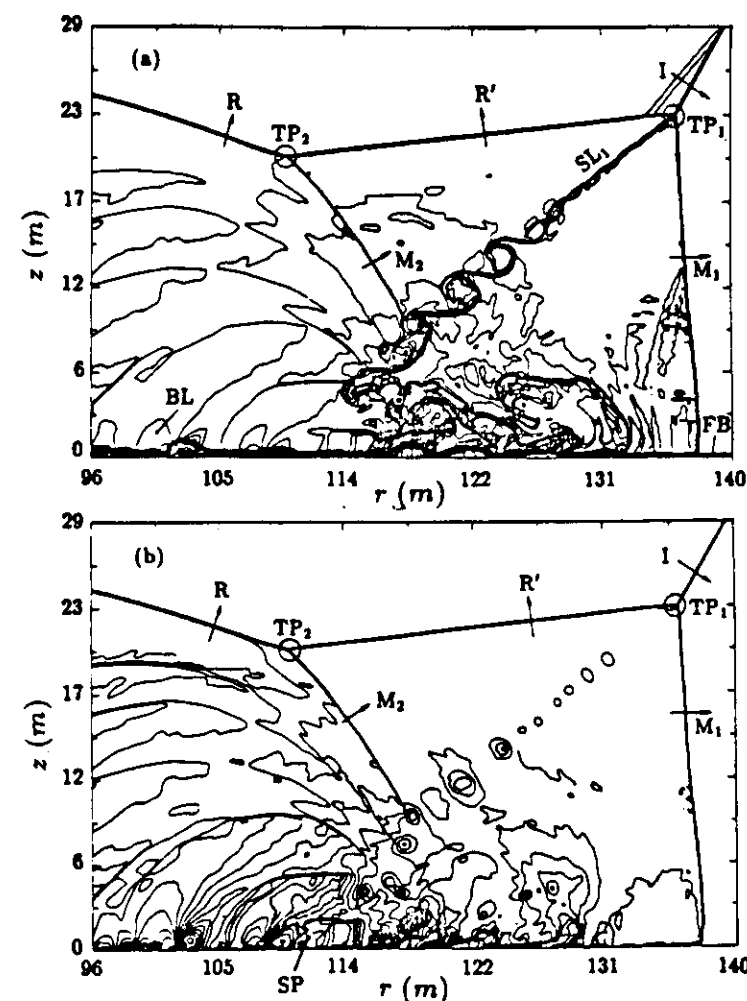 29
(a)
I
R
R'
TP₂
TP₁
23
SL₁
17
z (m)
M₂
M₁
12
6
BL
FB
0
96
105
114
122
131
140
r (m)
29
(b)
I
R
R'
TP₂
TP₁
23
17
z (m)
M₂
M₁
12
6
0
96
105
114
122
131
140
SP
r (m)